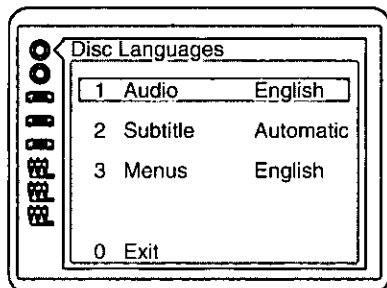 Disc Languages
1 Audio English
2 Subtitle Automatic
3 Menus English
0 Exit